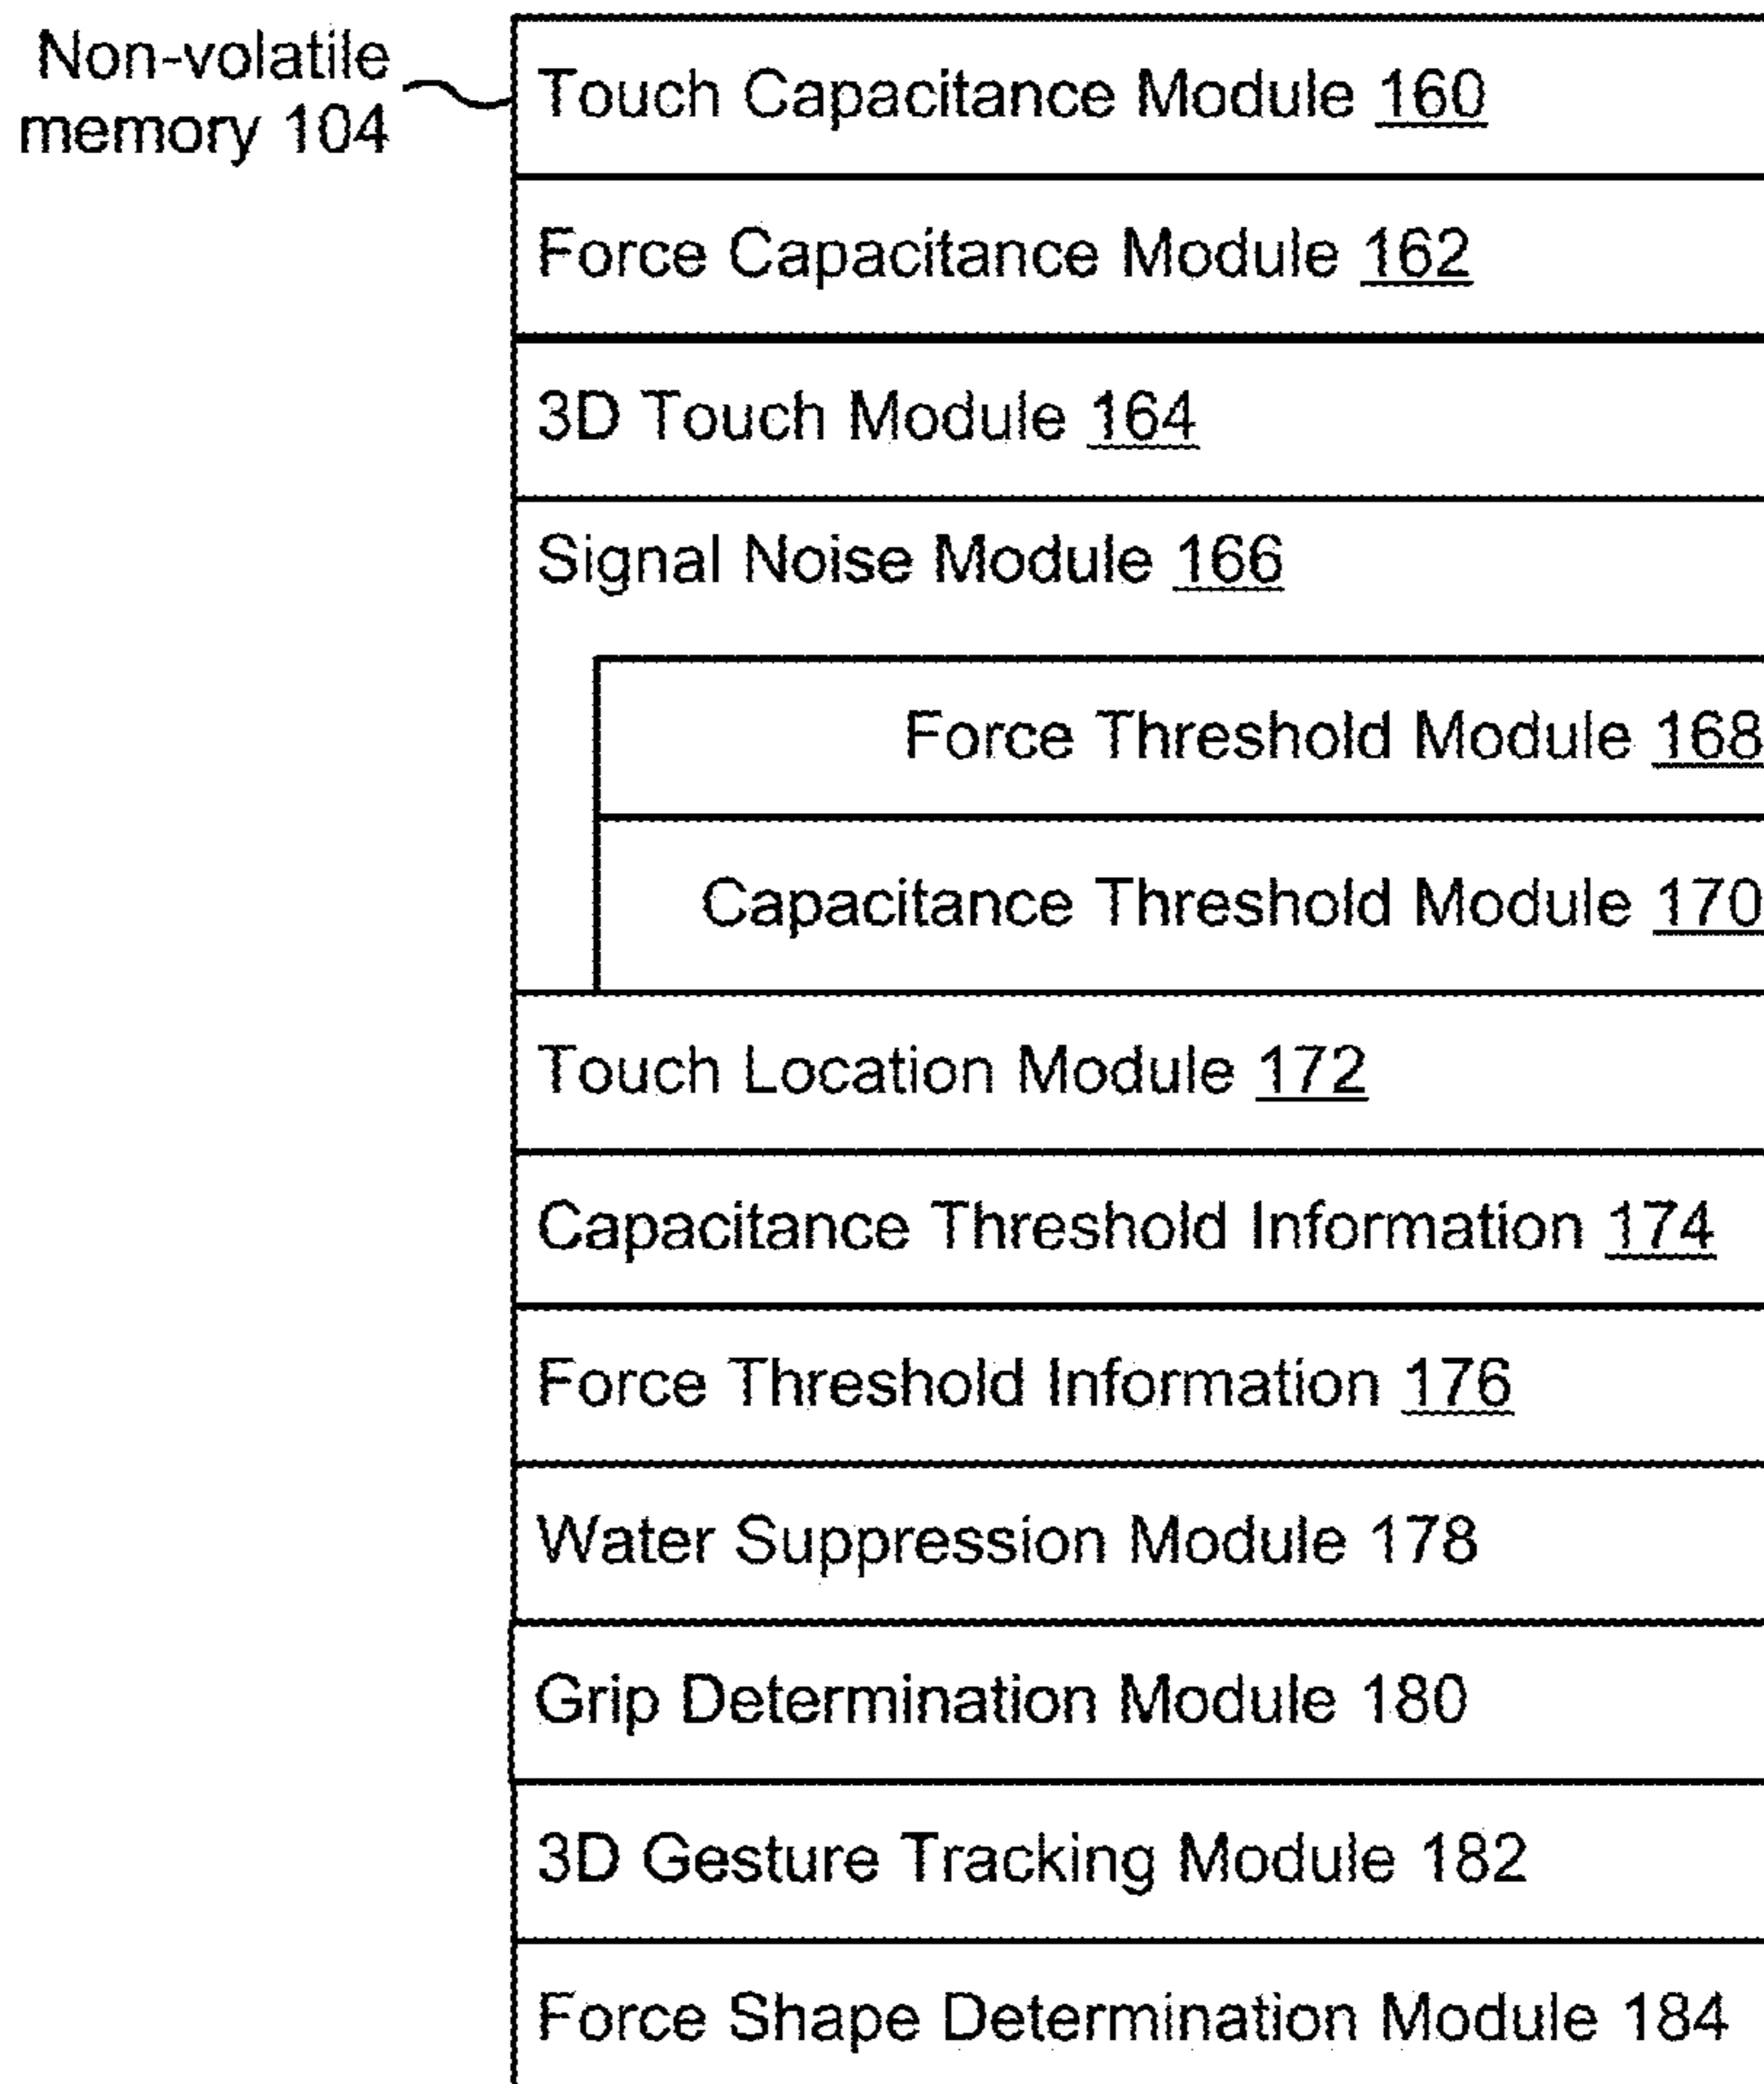 Non-volatile
memory 104
Touch Capacitance Module 160
Force Capacitance Module 162
3D Touch Module 164
Signal Noise Module 166
Force Threshold Module 168
Capacitance Threshold Module 170
Touch Location Module 172
Capacitance Threshold Information 174
Force Threshold Information 176
Water Suppression Module 178
Grip Determination Module 180
3D Gesture Tracking Module 182
Force Shape Determination Module 184